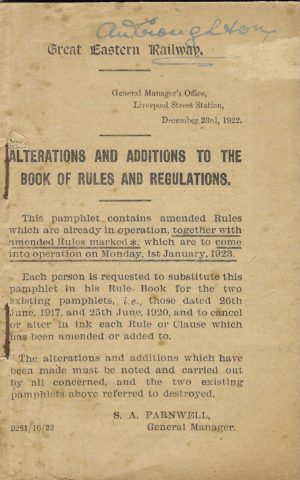 A W Broughton
Great Eastern Railway.
General Manager's Office,
Liverpool Street Station,
December 23rd, 1922.
ALTERATIONS AND ADDITIONS TO THE
BOOK OF RULES AND REGULATIONS.
This pamphlet contains amended Rules
which are already in operation, together with
amended Rules marked *, which are to come
into operation on Monday, 1st January, 1923.
Each person is requested to substitute this
pamphlet in his Rule Book for the two
existing pamphlets, i.e., those dated 26th
June, 1917, and 25th June, 1920, and to cancel
or alter in ink each Rule or Clause which
has been amended or added to.
The alterations and additions which have
been made must be noted and carried out
by all concerned, and the two existing
pamphlets above referred to destroyed.
S. A. PARNWELL,
9281/10/22 General Manager.